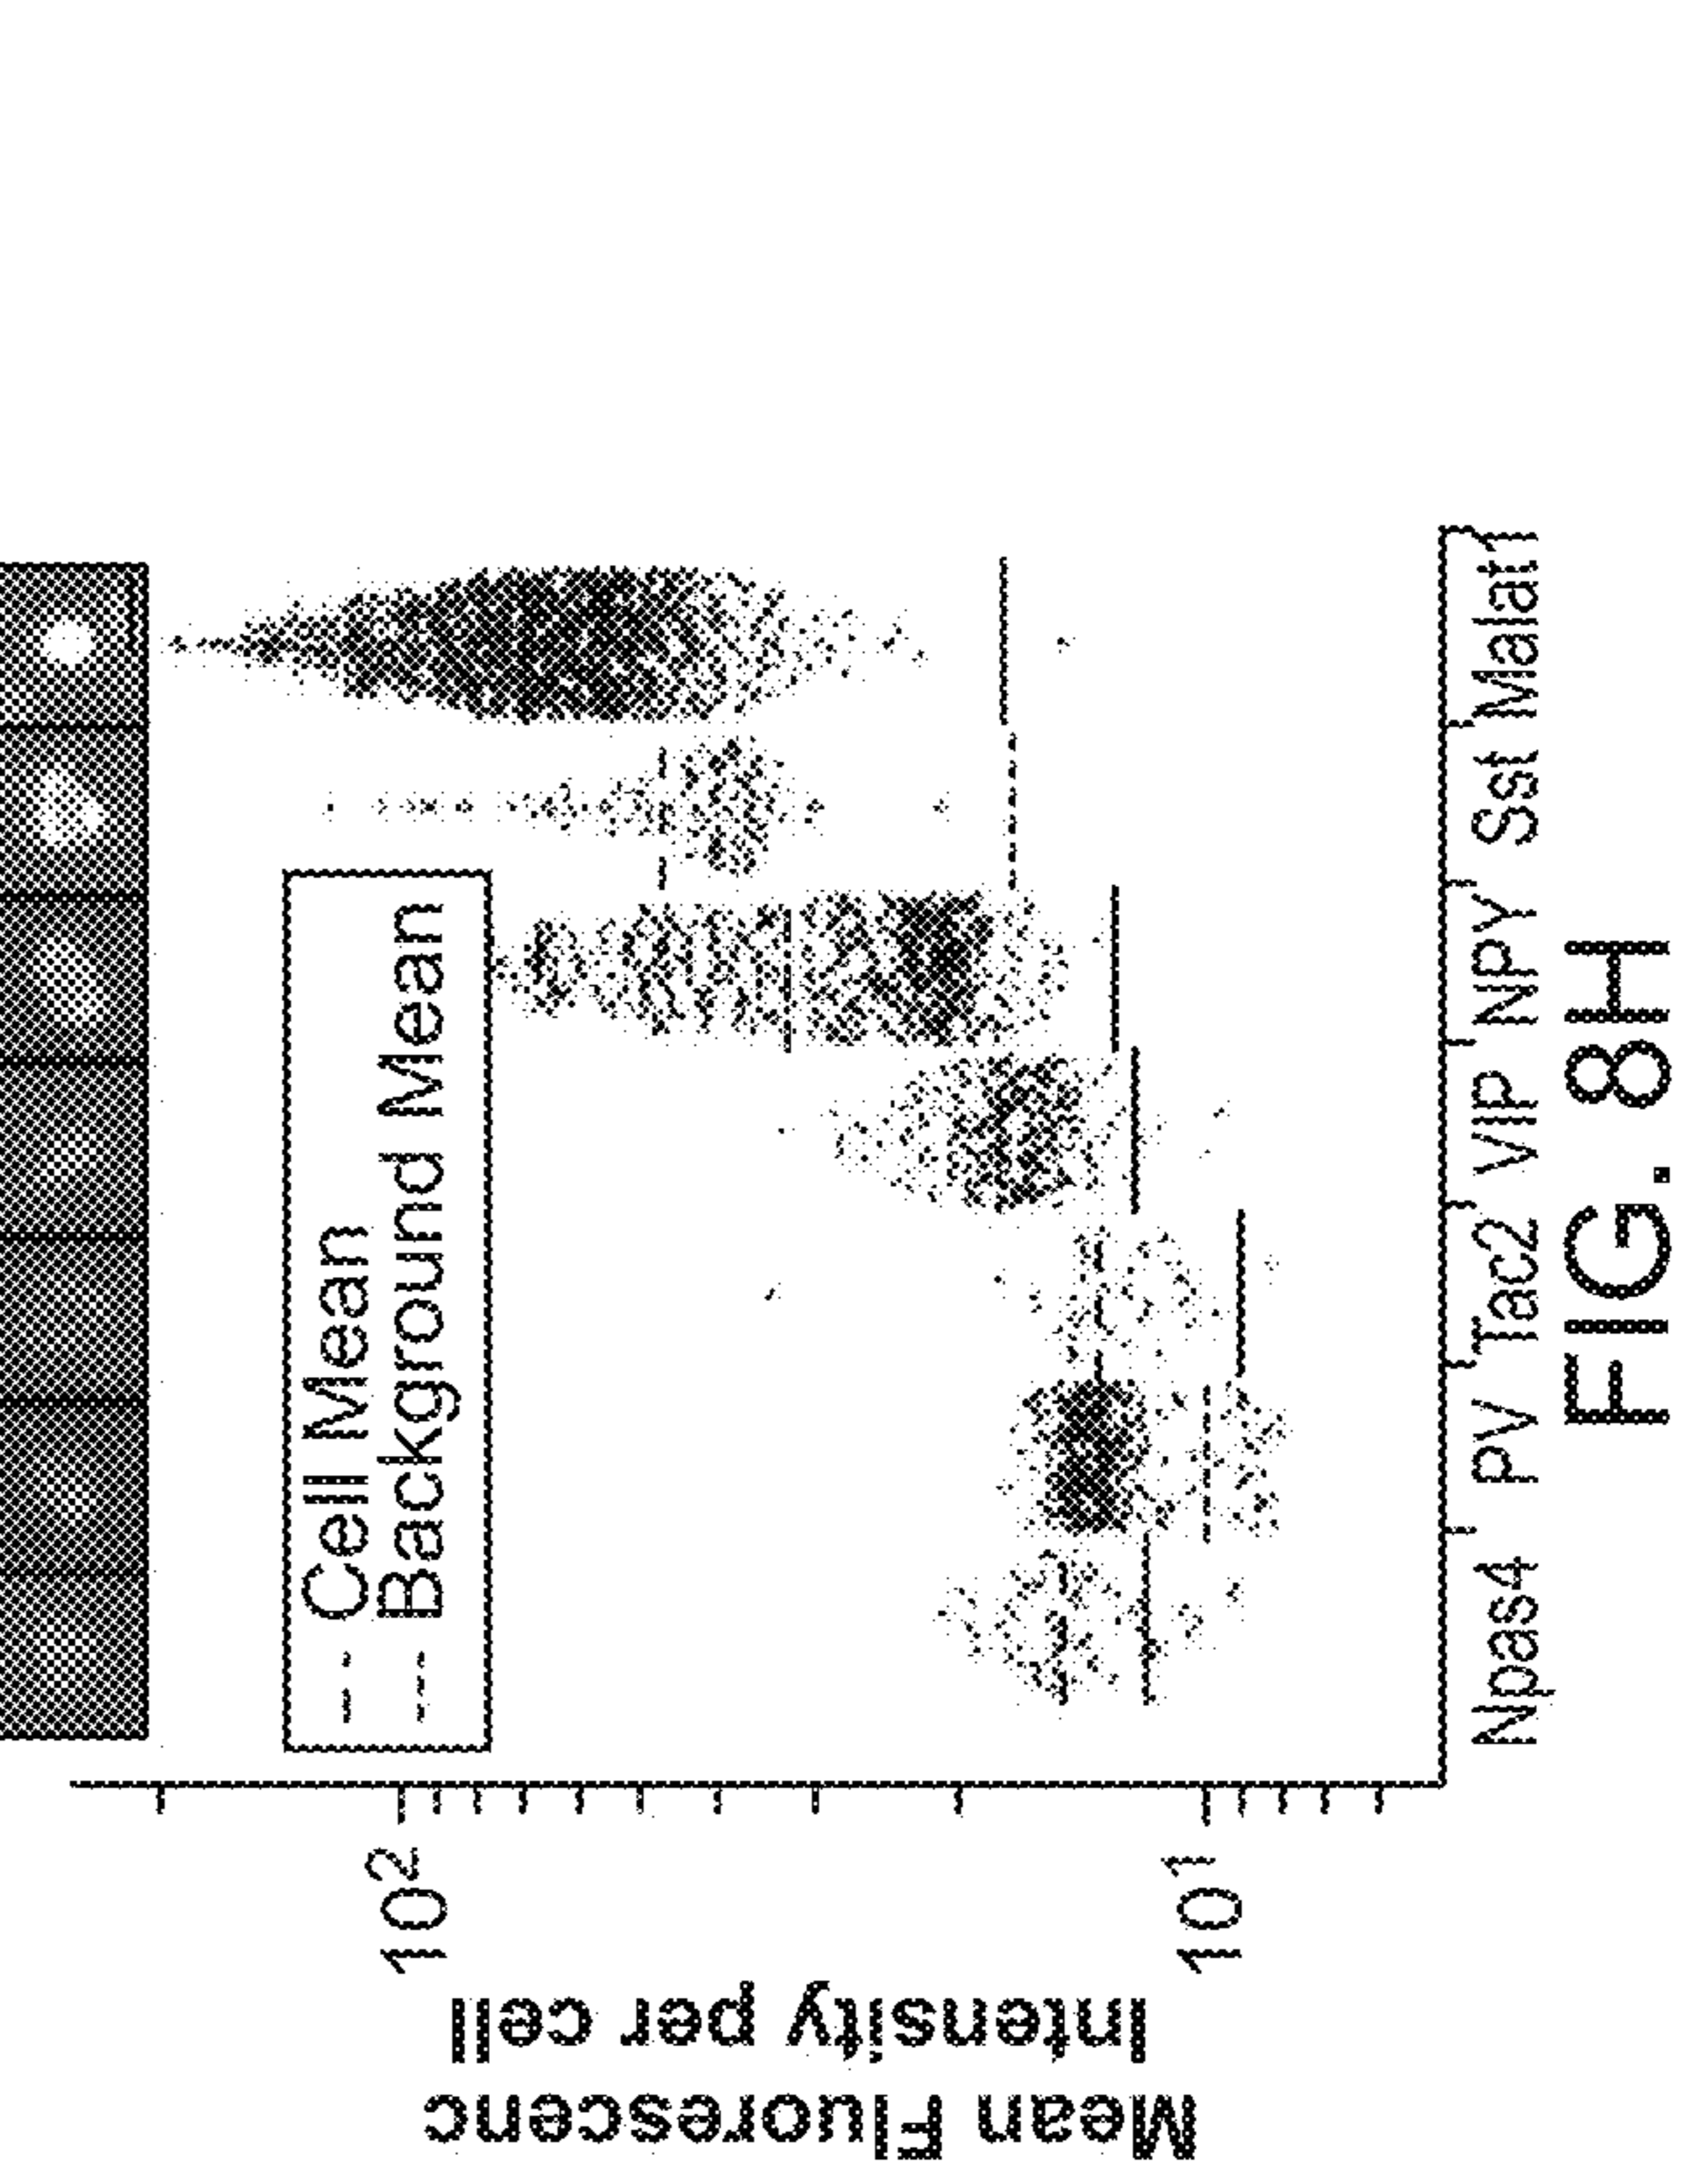 Cell Mean
Background Mean
10²
10¹
Mean Fluorescenc
Intensity per cell
Npas4 PV Tac2 VIP NPY Sst Malat1
FIG. 8H